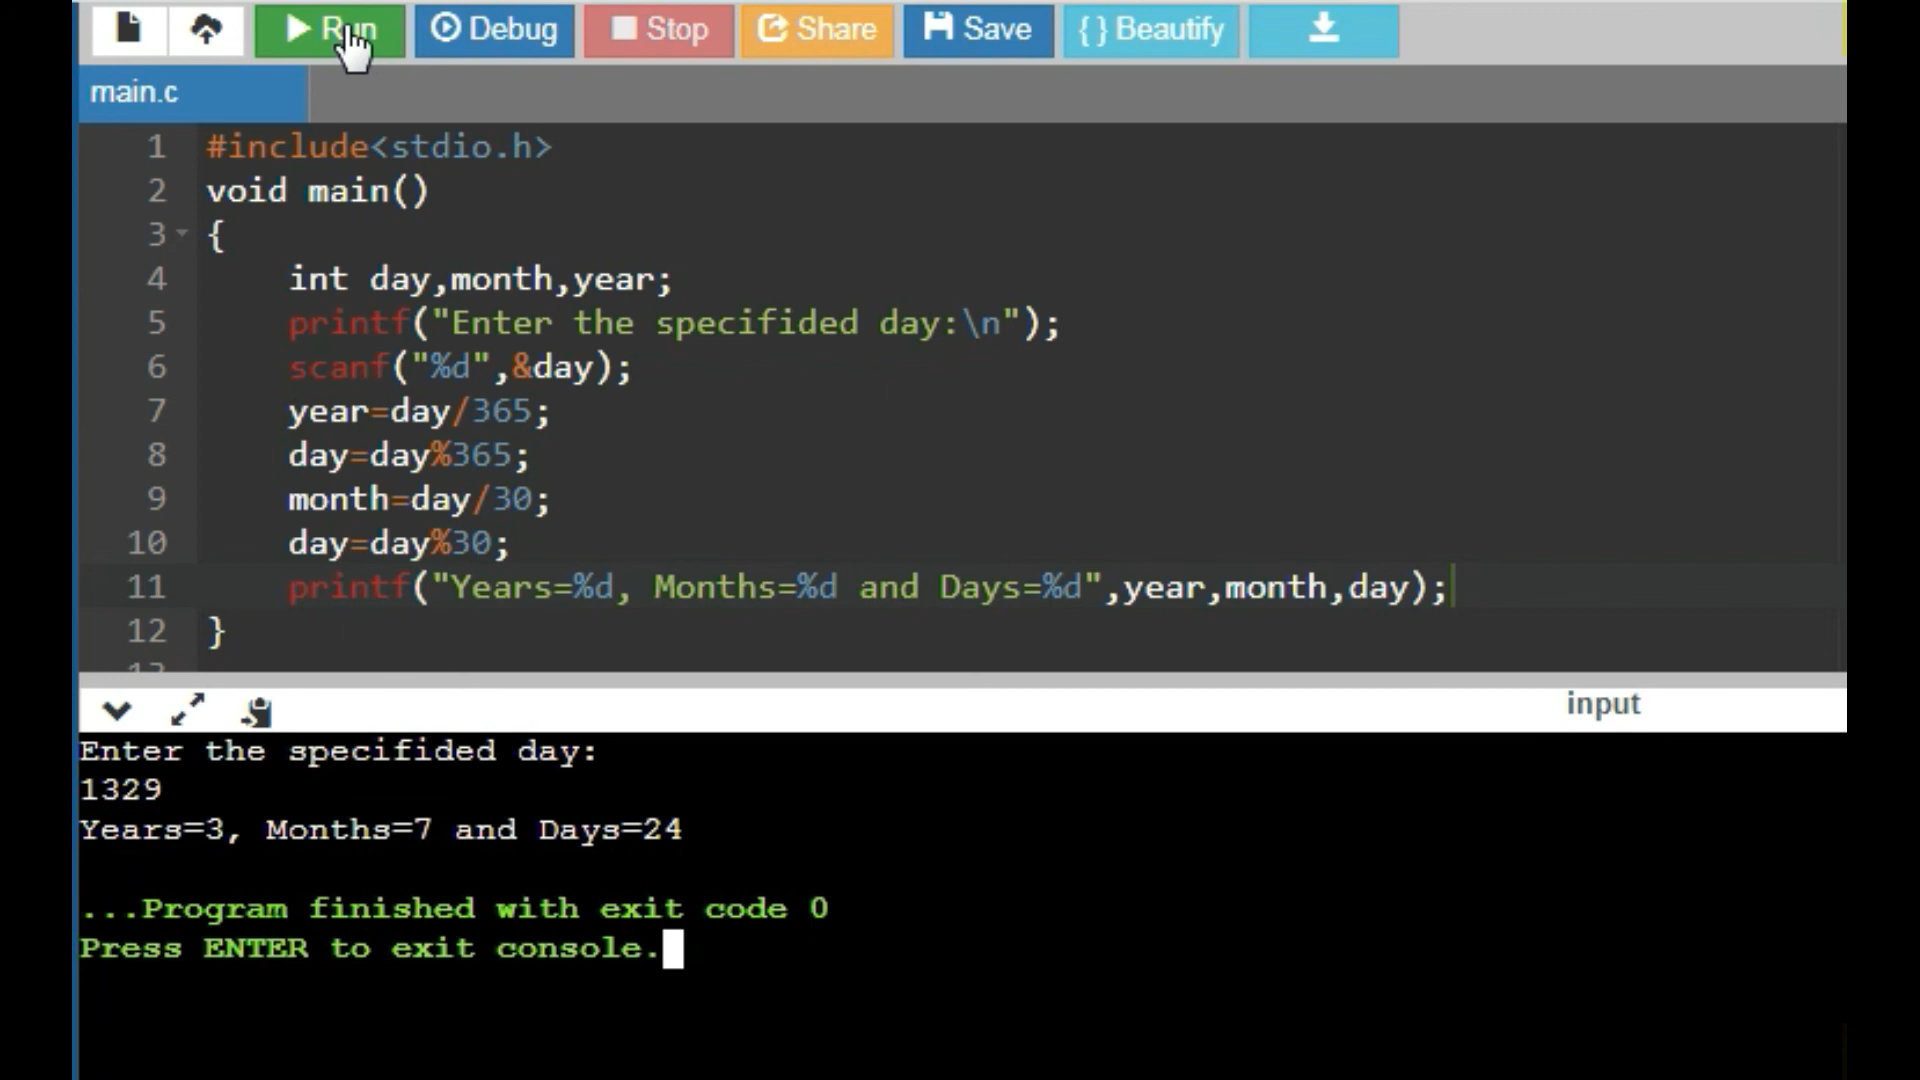 Run Debug Stop Share Save { } Beautify
main.c
1 #include<stdio.h>
2 void main()
3 {
4 int day,month,year;
5 printf("Enter the specifided day:\n");
6 scanf("%d",&day);
7 year=day/365;
8 day=day%365;
9 month=day/30;
10 day=day%30;
11 printf("Years=%d, Months=%d and Days=%d",year,month,day);
12 }
13
input
Enter the specifided day:
1329
Years=3, Months=7 and Days=24
...Program finished with exit code 0
Press ENTER to exit console.